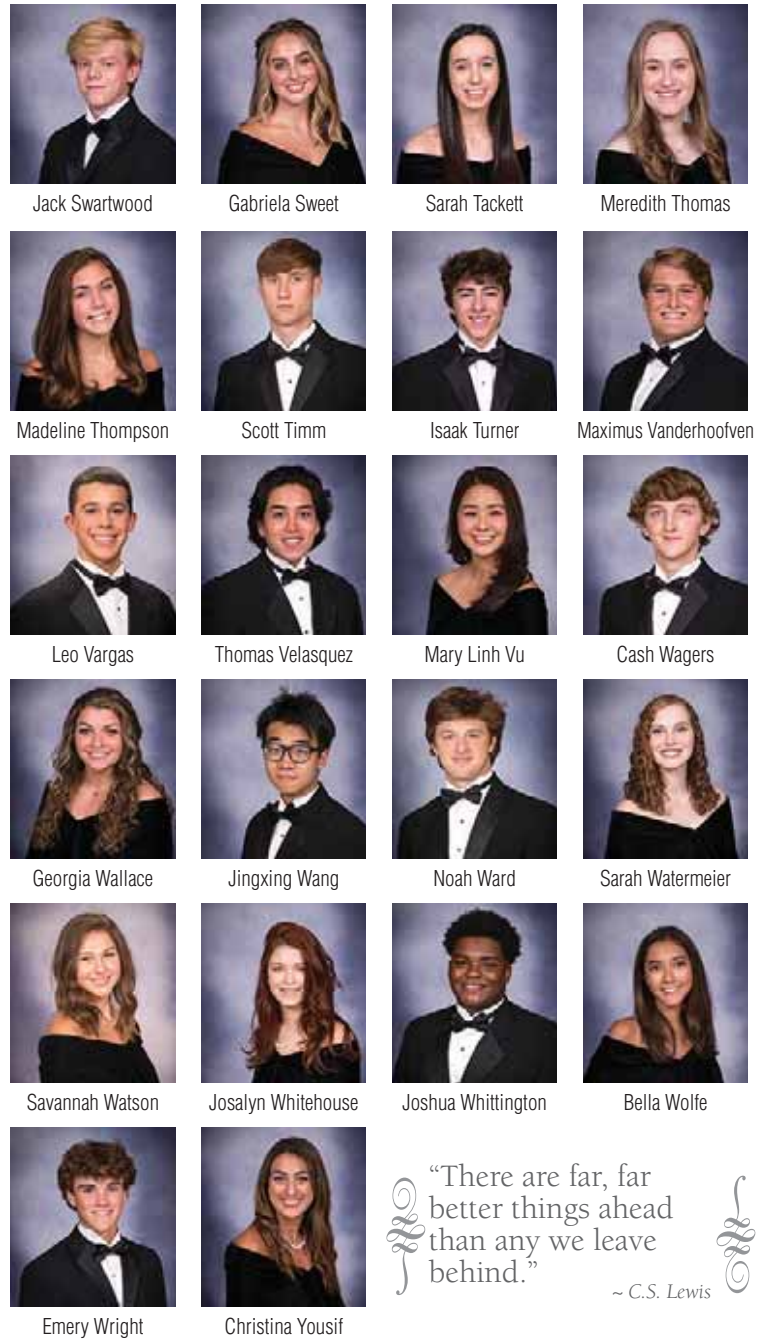 Jack Swartwood
Gabriela Sweet
Sarah Tackett
Meredith Thomas
Madeline Thompson
Scott Timm
Isaak Turner
Maximus Vanderhoofven
Leo Vargas
Thomas Velasquez
Mary Linh Vu
Cash Wagers
Georgia Wallace
Jingxing Wang
Noah Ward
Sarah Watermeier
Savannah Watson
Josalyn Whitehouse
Joshua Whittington
Bella Wolfe
Emery Wright
Christina Yousif
“There are far, far
better things ahead
than any we leave
behind.”
~ C.S. Lewis